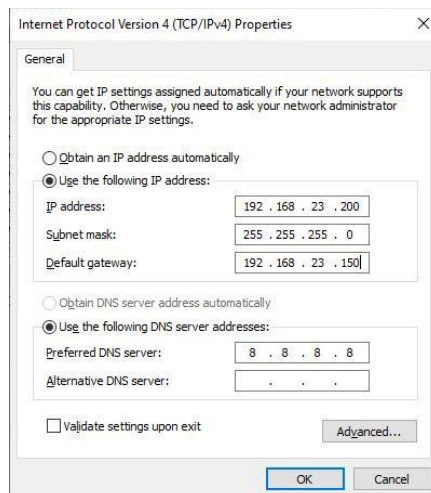 Internet Protocol Version 4 (TCP/IPv4) Properties
General
You can get IP settings assigned automatically if your network supports
this capability. Otherwise, you need to ask your network administrator
for the appropriate IP settings.
Obtain an IP address automatically
Use the following IP address:
IP address: 192 . 168 . 23 . 200
Subnet mask: 255 . 255 . 255 . 0
Default gateway: 192 . 168 . 23 . 150
Obtain DNS server address automatically
Use the following DNS server addresses:
Preferred DNS server: 8 . 8 . 8 . 8
Alternative DNS server: . . .
Validate settings upon exit
Advanced...
OK Cancel